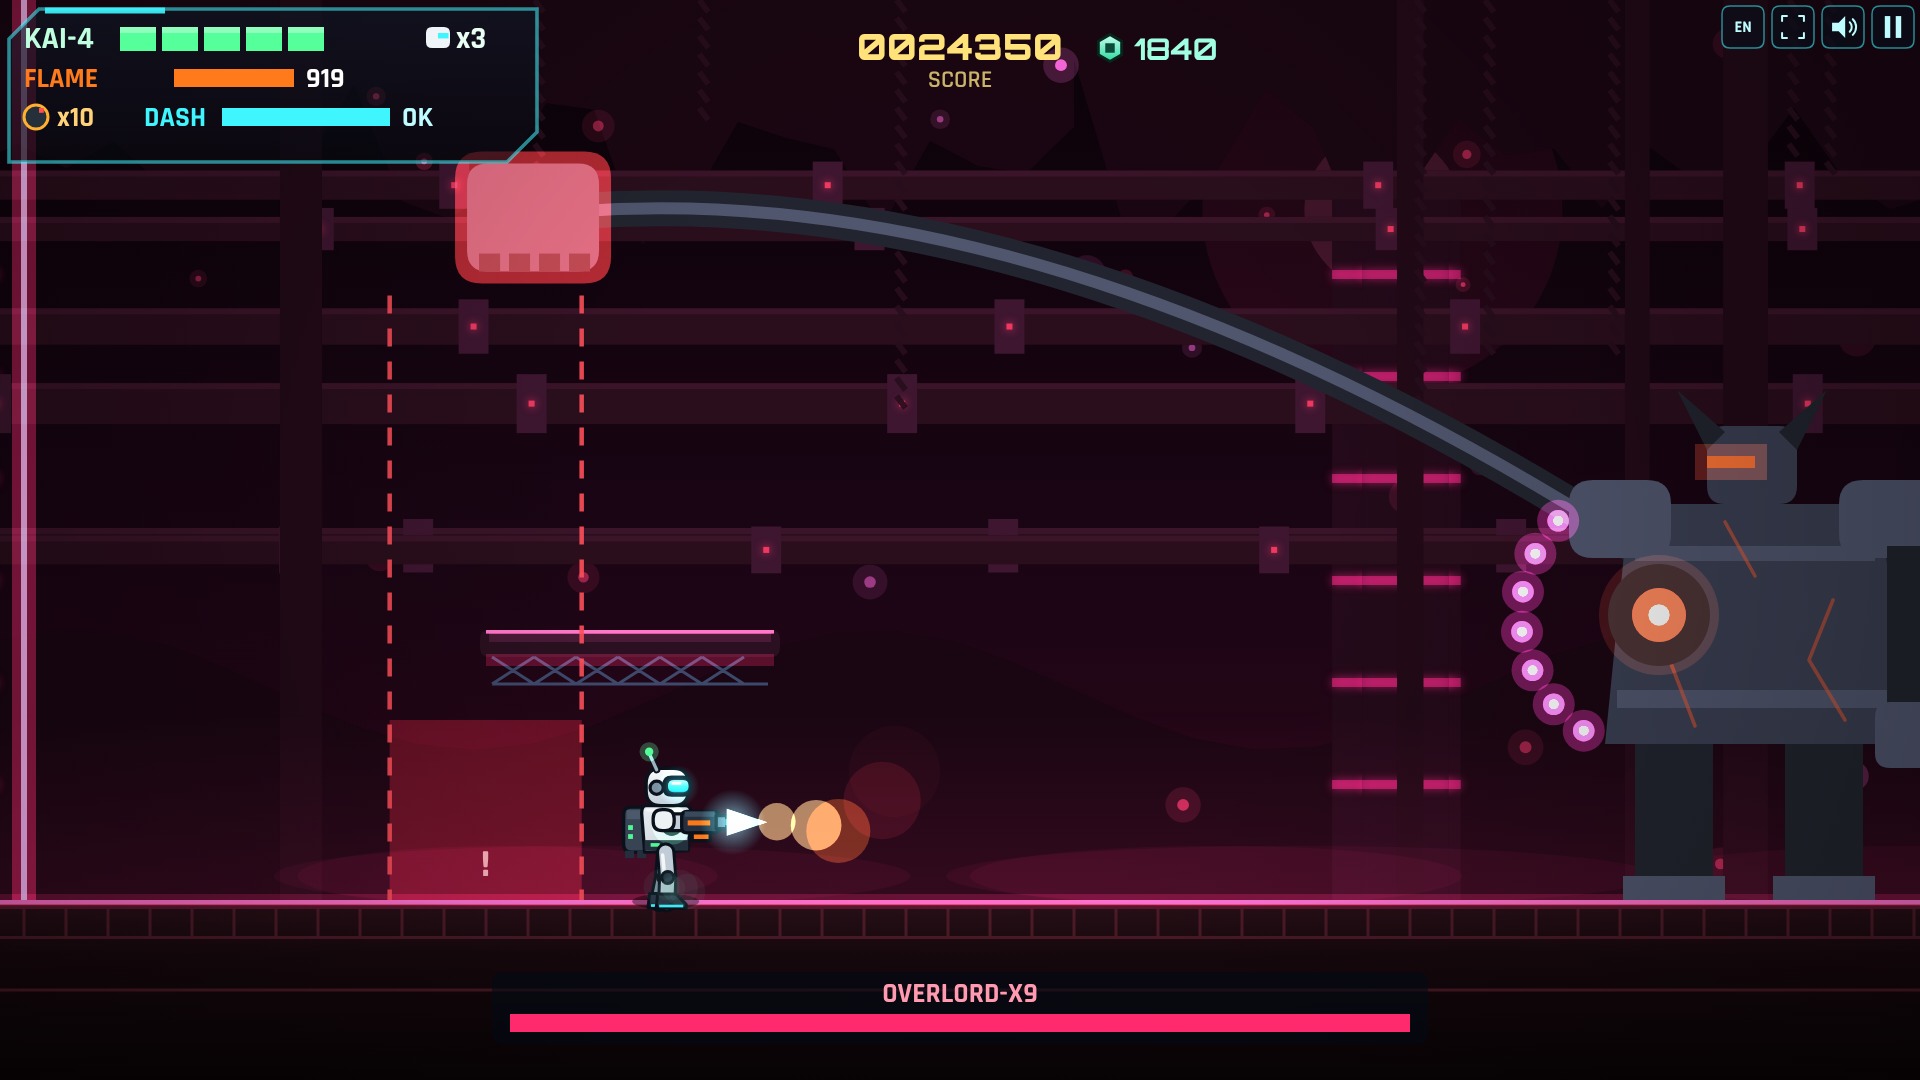 KAI-4
x3
FLAME
919
x10
DASH
OK
0024350
SCORE
1840
EN
!
OVERLORD-X9